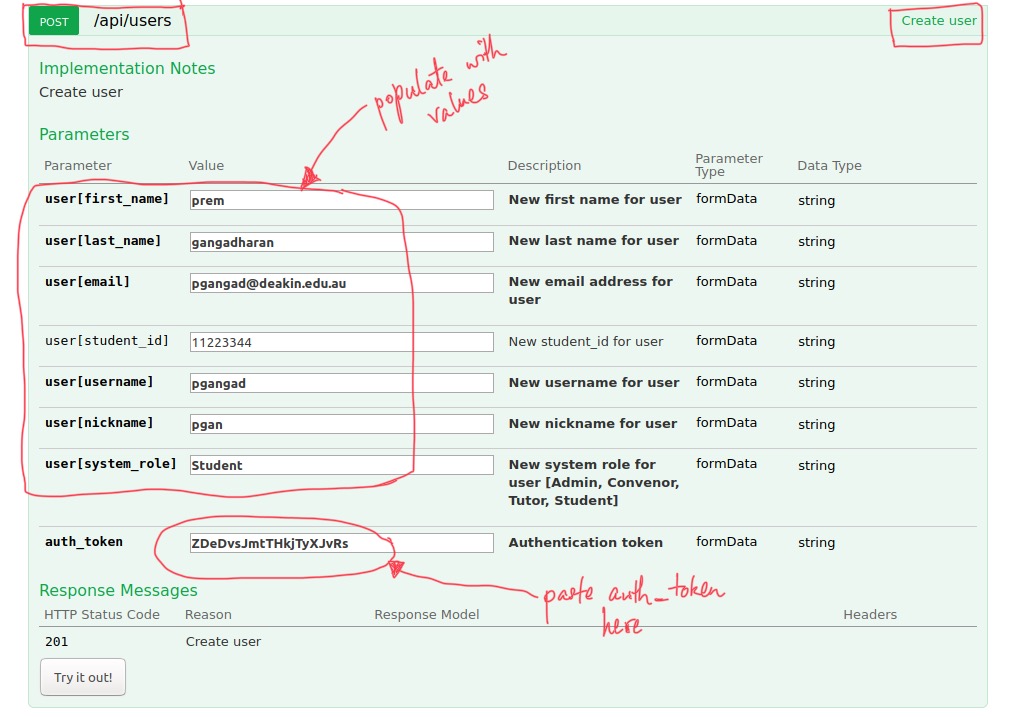 POST /api/users Create user
Implementation Notes
Create user
populate with
values
Parameters
Parameter Value Description Parameter Type Data Type
user[first_name] prem New first name for user formData string
user[last_name] gangadharan New last name for user formData string
user[email] pgangad@deakin.edu.au New email address for formData string
user
user[student_id] 11223344 New student_id for user formData string
user[username] pgangad New username for user formData string
user[nickname] pgan New nickname for user formData string
user[system_role] Student New system role for formData string
user [Admin, Convenor,
Tutor, Student]
auth_token ZDeDvsJmtTHkjTyXJvRs Authentication token formData string
paste auth_token
here
Response Messages
HTTP Status Code Reason Response Model Headers
201 Create user
Try it out!